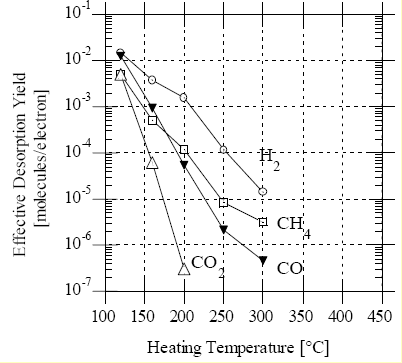 10-1
10-2
10-3
10-4
10-5
10-6
10-7
Effective Desorption Yield
[molecules/electron]
H2
CH4
CO
CO2
100 150 200 250 300 350 400 450
Heating Temperature [°C]